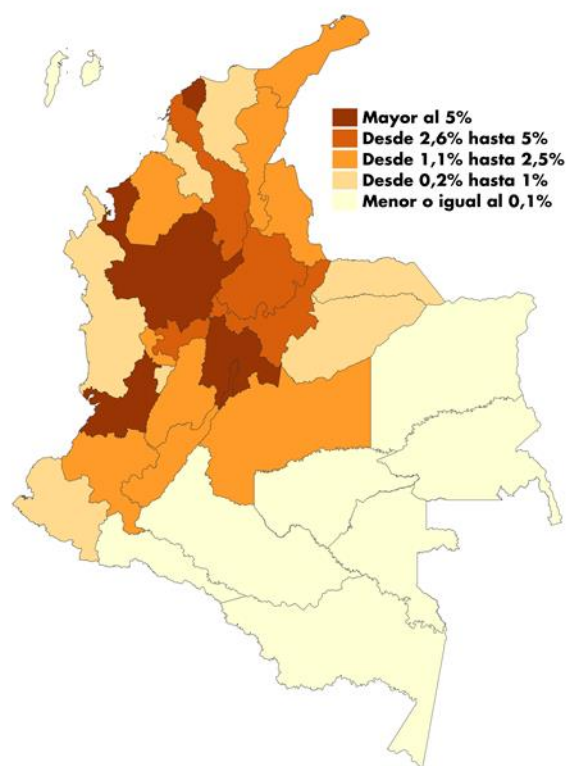 Mayor al 5%
Desde 2,6% hasta 5%
Desde 1,1% hasta 2,5%
Desde 0,2% hasta 1%
Menor o igual al 0,1%